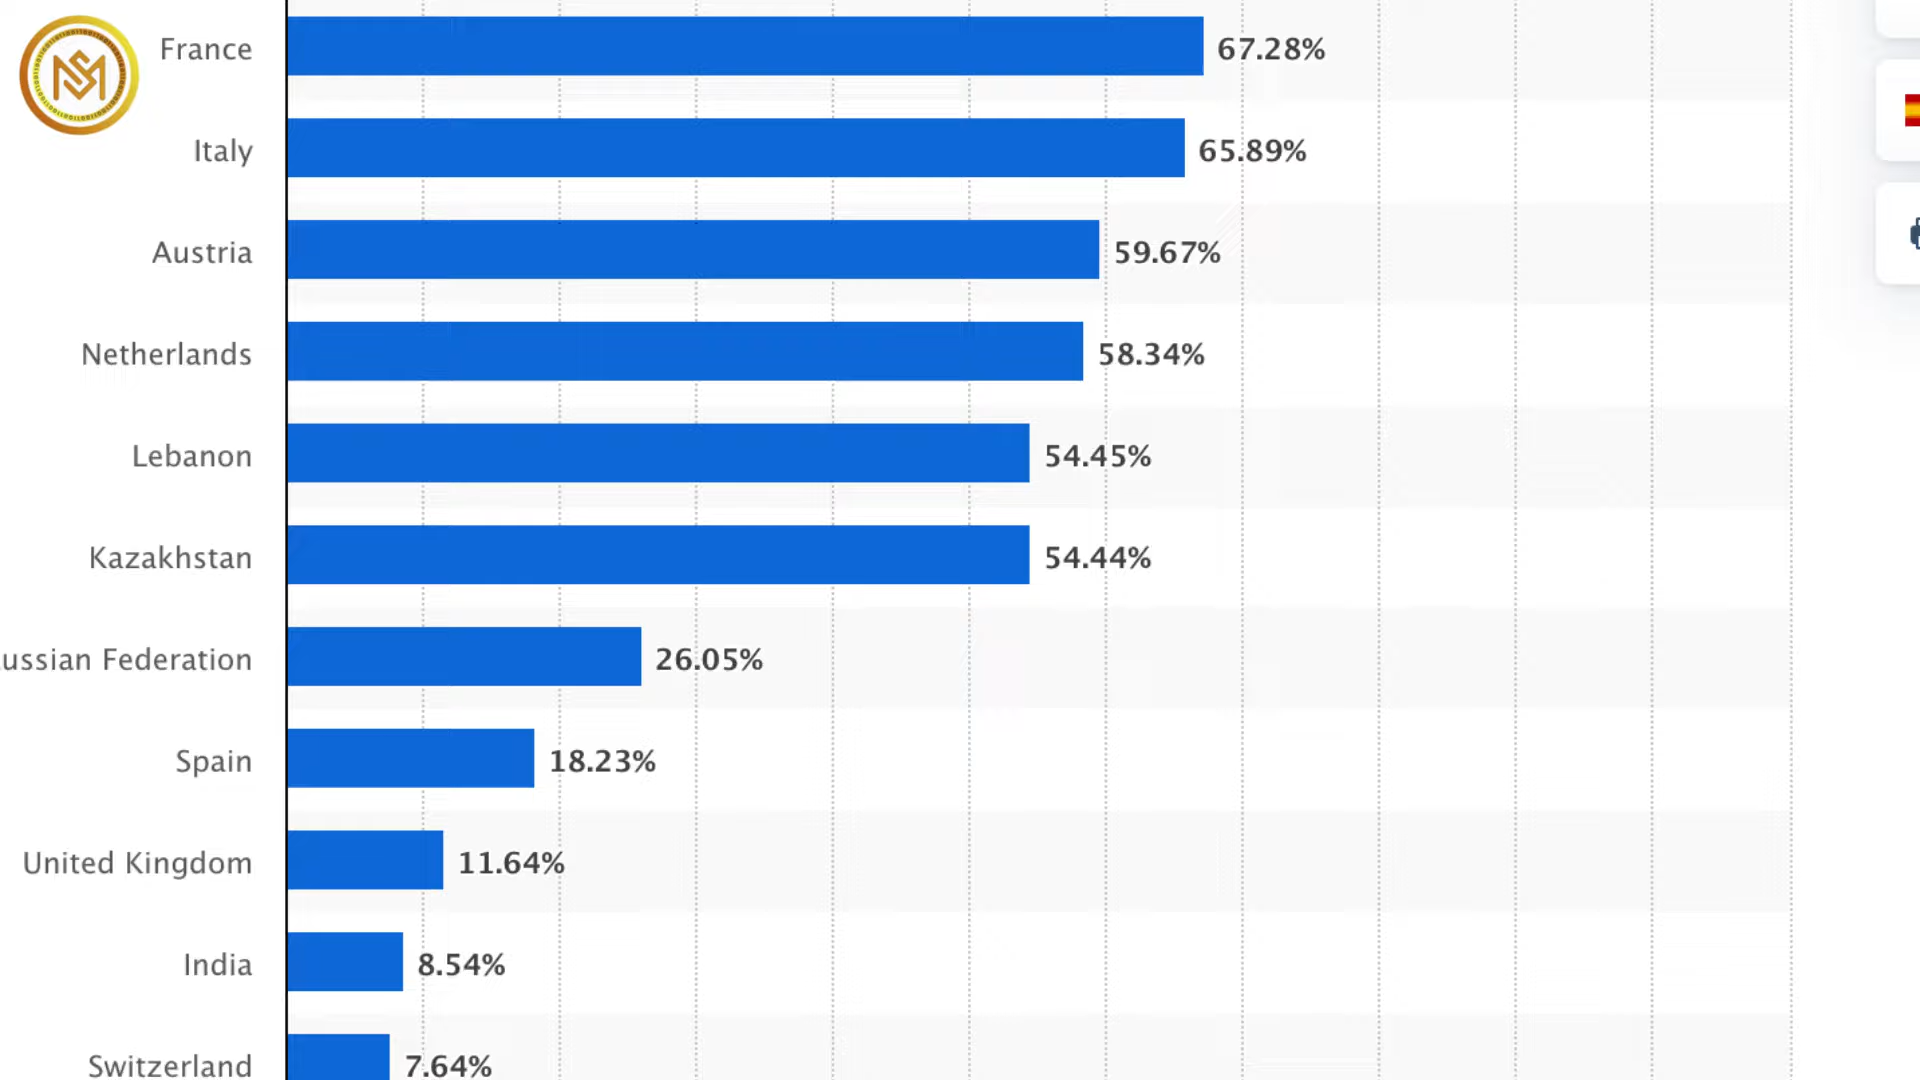 France 67.28%
Italy 65.89%
Austria 59.67%
Netherlands 58.34%
Lebanon 54.45%
Kazakhstan 54.44%
ussian Federation 26.05%
Spain 18.23%
United Kingdom 11.64%
India 8.54%
Switzerland 7.64%